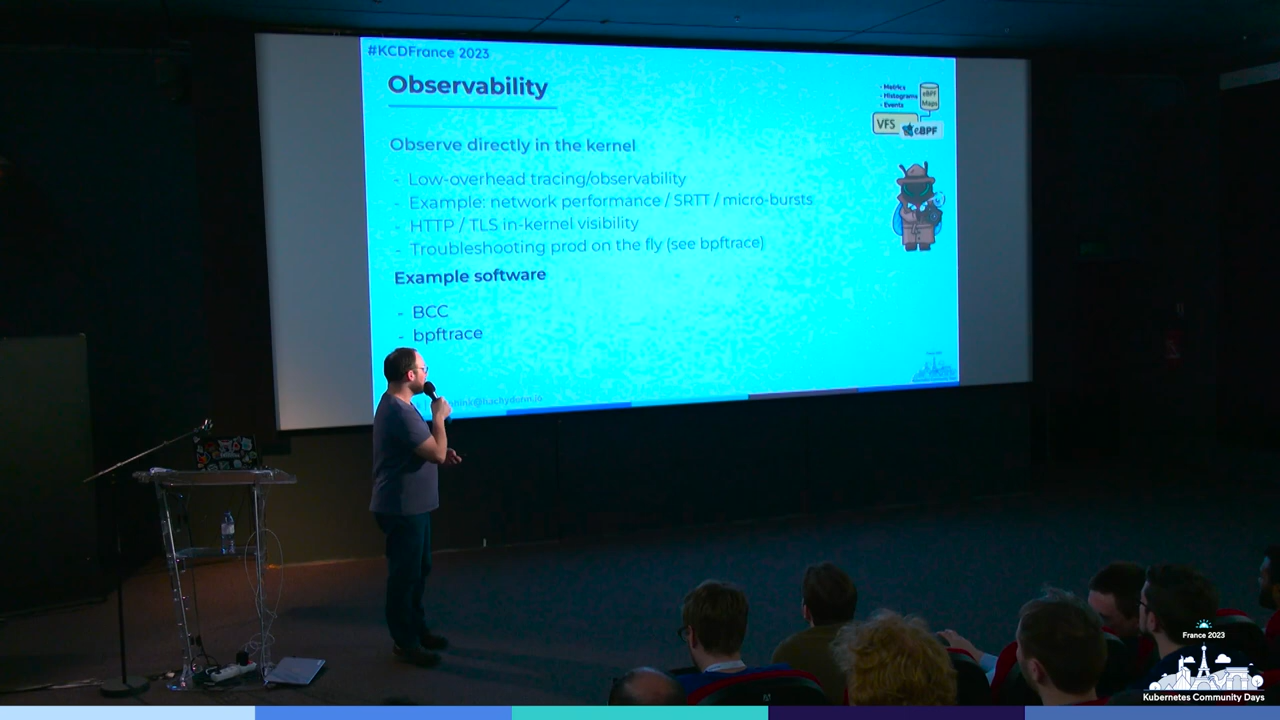 #KCDFrance 2023
Observability
- Metrics
- Histograms
- Events
eBPF
Maps
VFS
eBPF
Observe directly in the kernel
- Low-overhead tracing/observability
- Example: network performance / SRTT / micro-bursts
- HTTP / TLS in-kernel visibility
- Troubleshooting prod on the fly (see bpftrace)
Example software
- BCC
- bpftrace
France 2023
Kubernetes Community Days